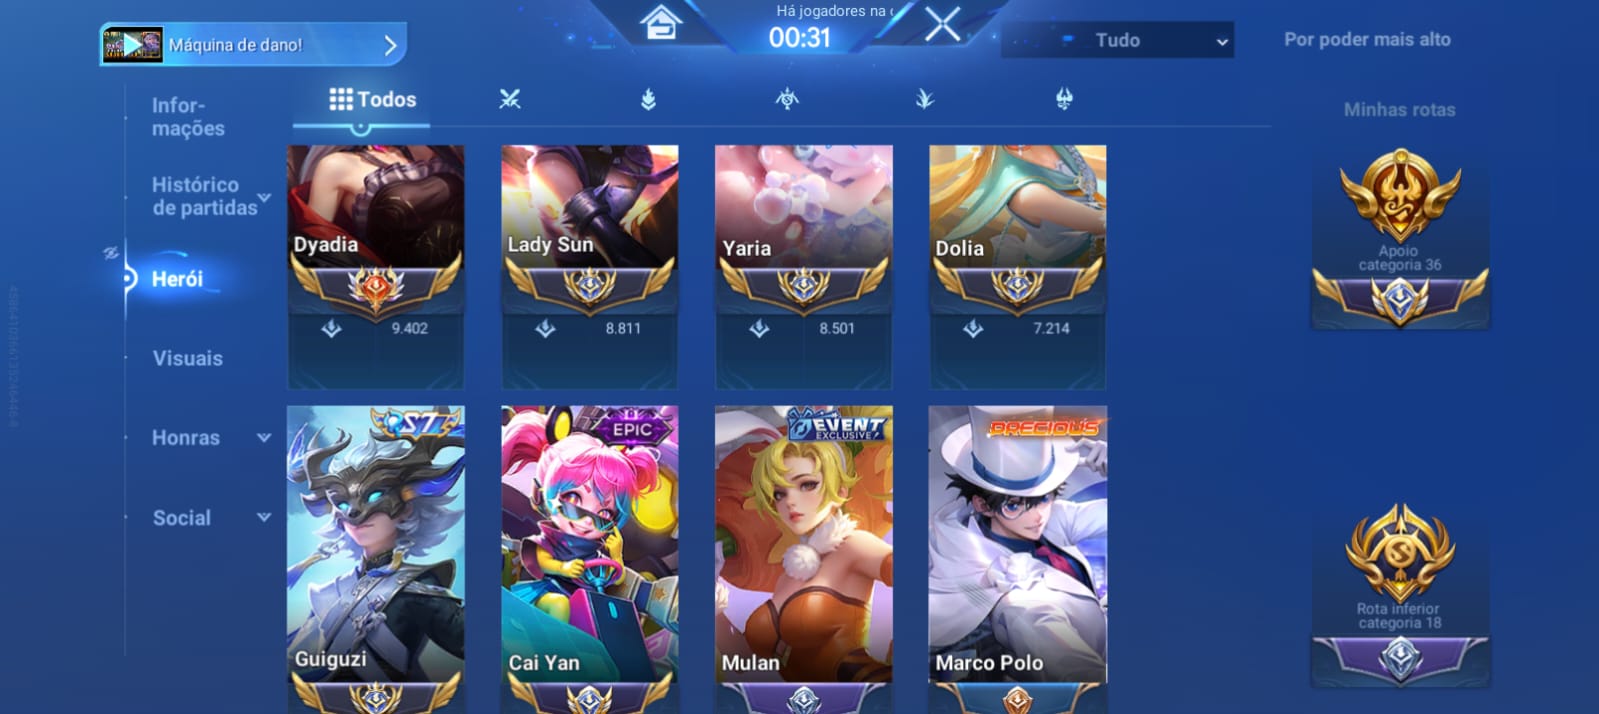 Há jogadores na
Máquina de dano!
00:31
Tudo
Por poder mais alto
Todos
Minhas rotas
Infor-
mações
Histórico
de partidas
Herói
Visuais
Honras
Social
Dyadia
Lady Sun
Yaria
Dolia
9.402
8.811
8.501
7.214
Apoio
categoria 36
EPIC
EVENT
EXCLUSIVE
PRECIOUS
Guiguzi
Cai Yan
Mulan
Marco Polo
Rota inferior
categoria 18